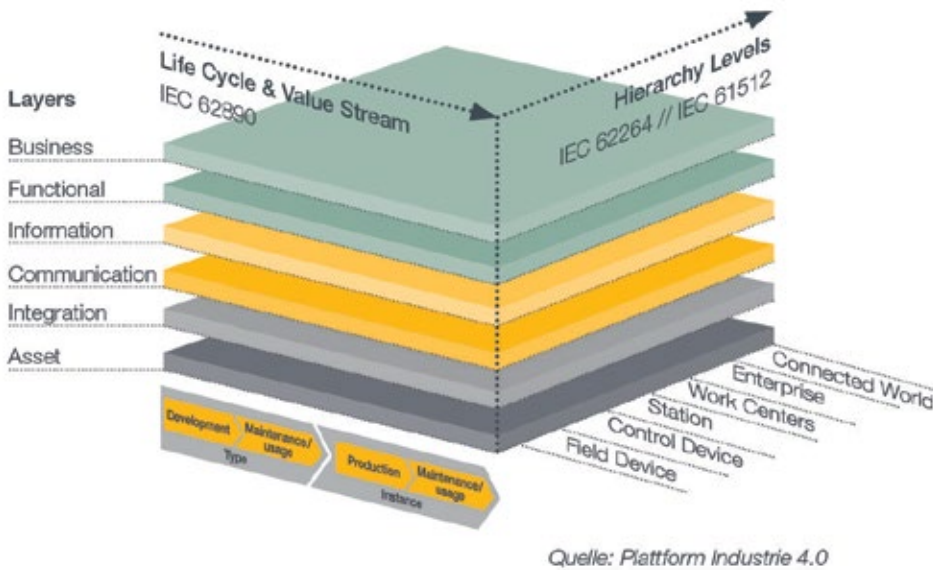 Life Cycle & Value Stream
IEC 62890
Hierarchy Levels
IEC 62264 // IEC 61512
Layers
Business
Functional
Information
Communication
Integration
Asset
Development
Maintenance/
usage
Type
Production
Maintenance/
usage
Instance
Connected World
Enterprise
Work Centers
Station
Control Device
Field Device
Quelle: Plattform Industrie 4.0